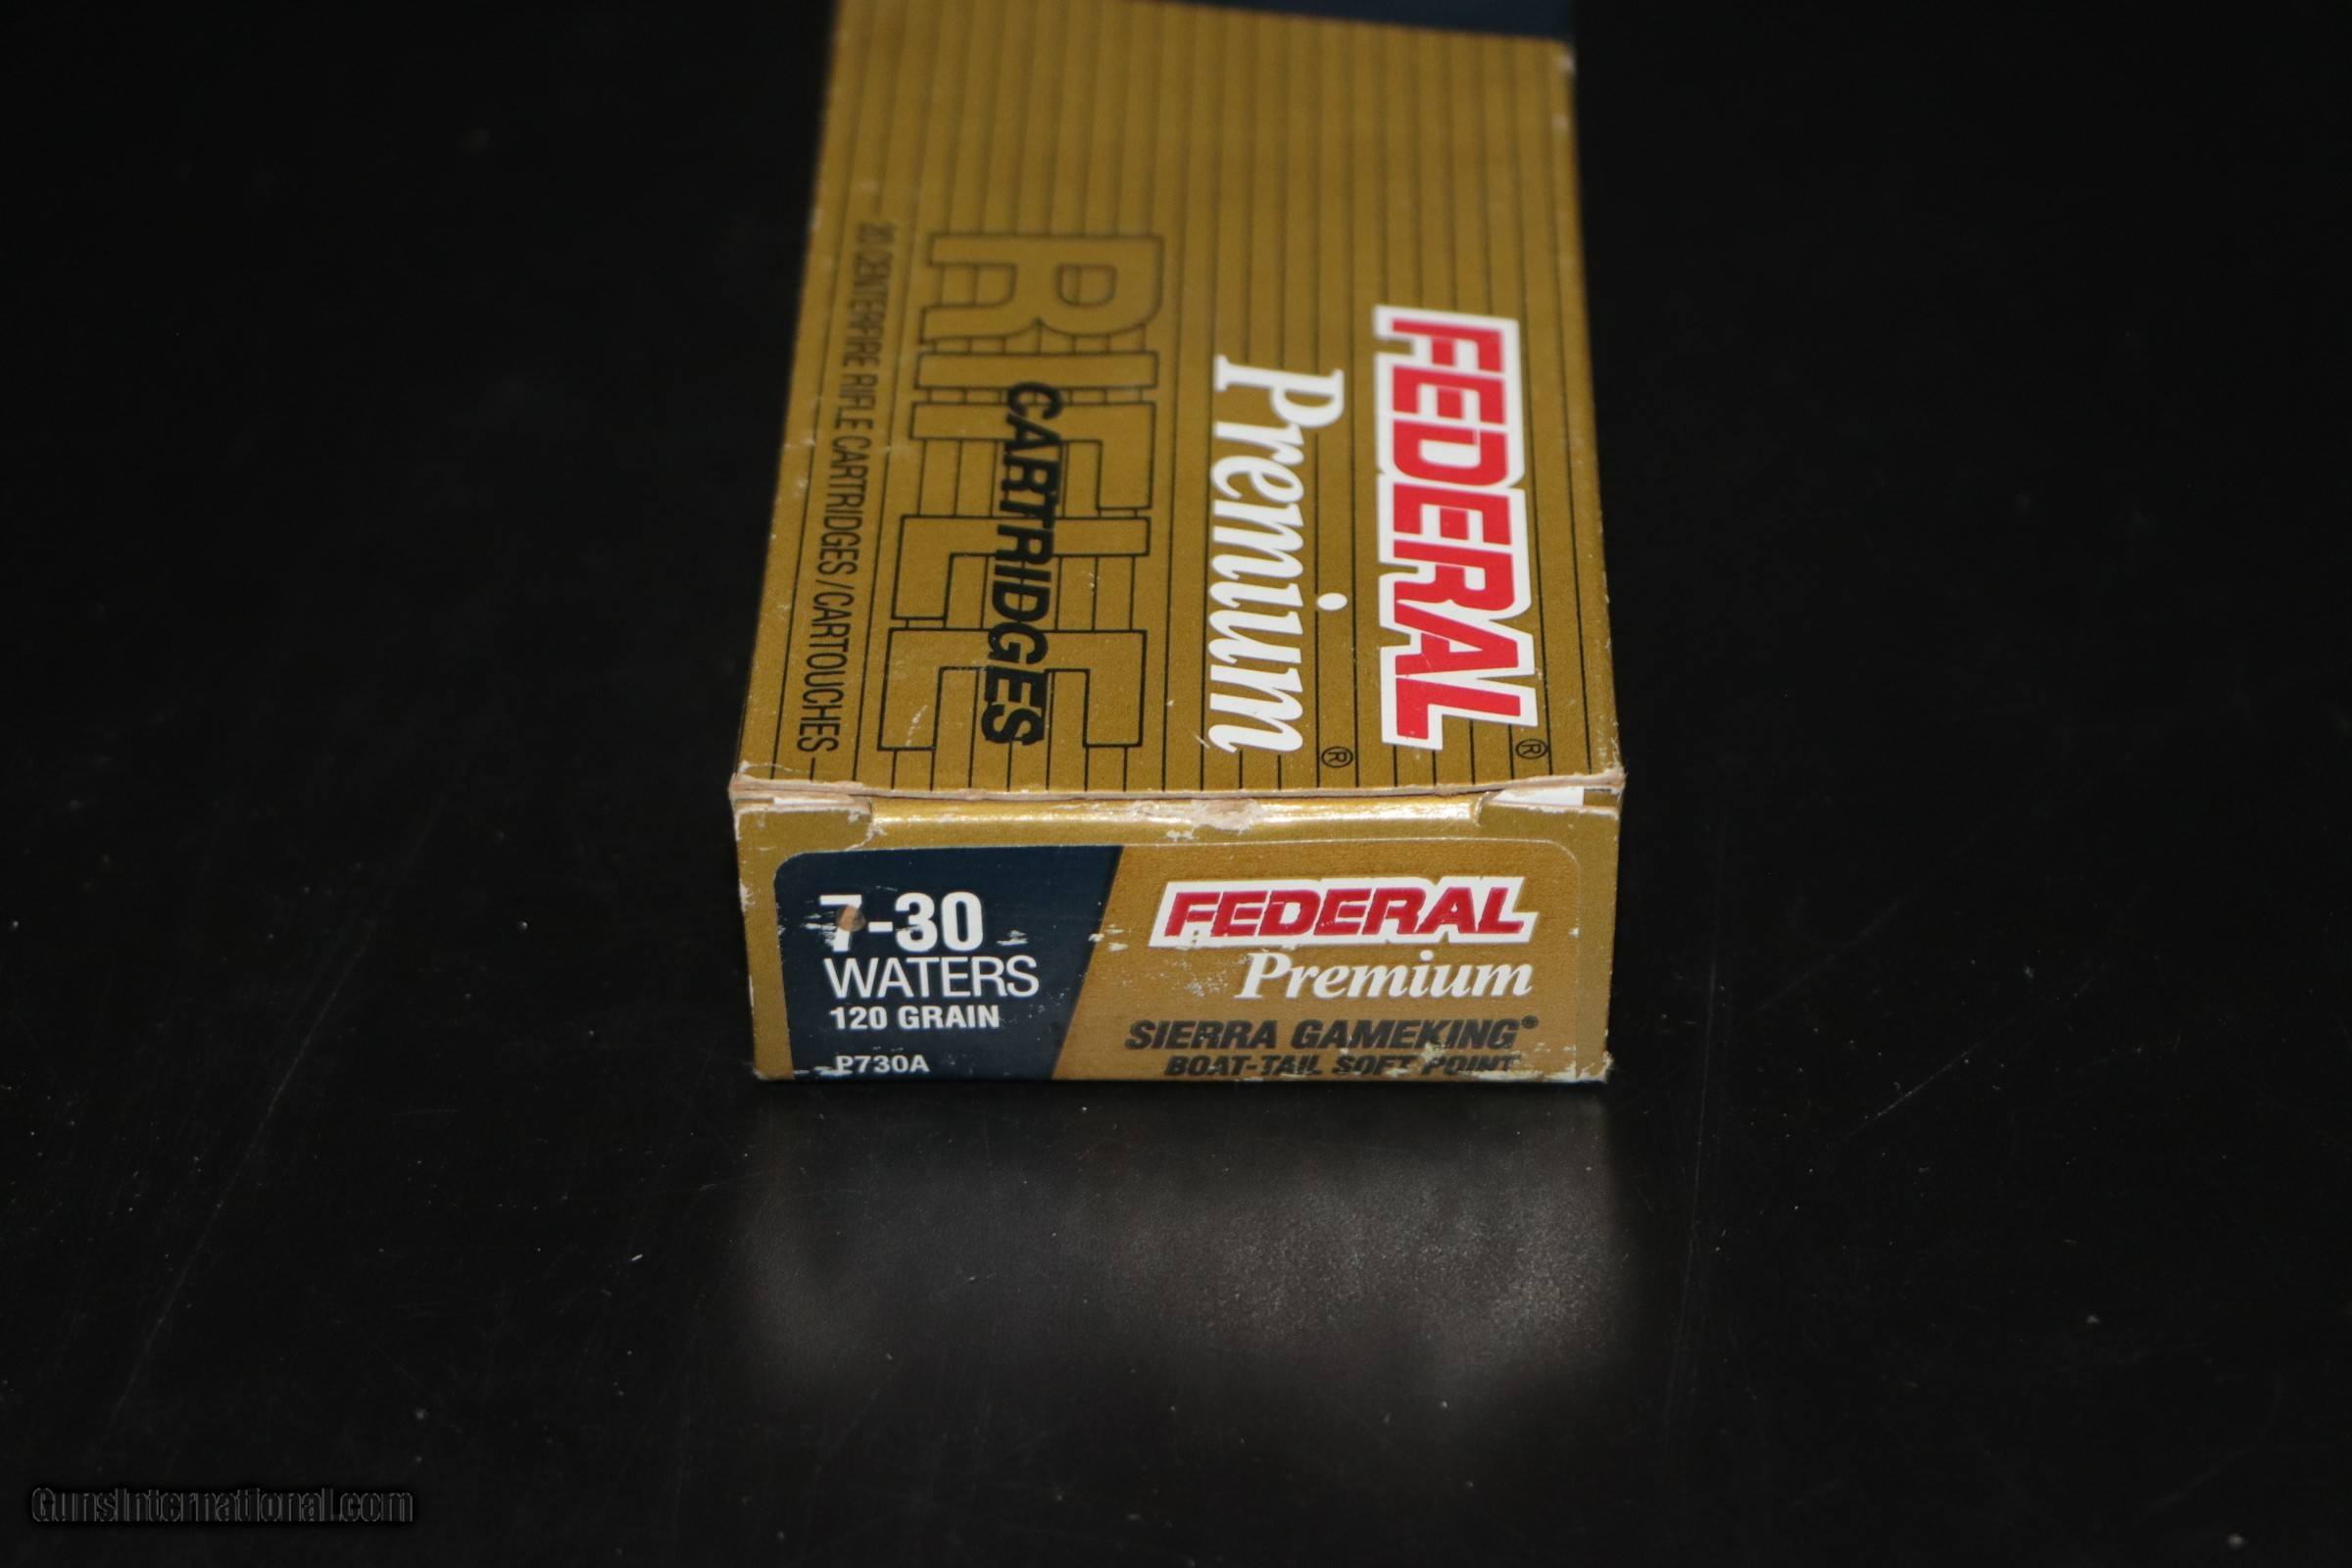 FEDERAL®
Premium®
RIFLE
CARTRIDGES
20 CENTERFIRE RIFLE CARTRIDGES/CARTOUCHES
7-30
WATERS
120 GRAIN
P730A
FEDERAL
Premium
SIERRA GAMEKING®
BOAT-TAIL SOFT POINT
GunsInternational.com